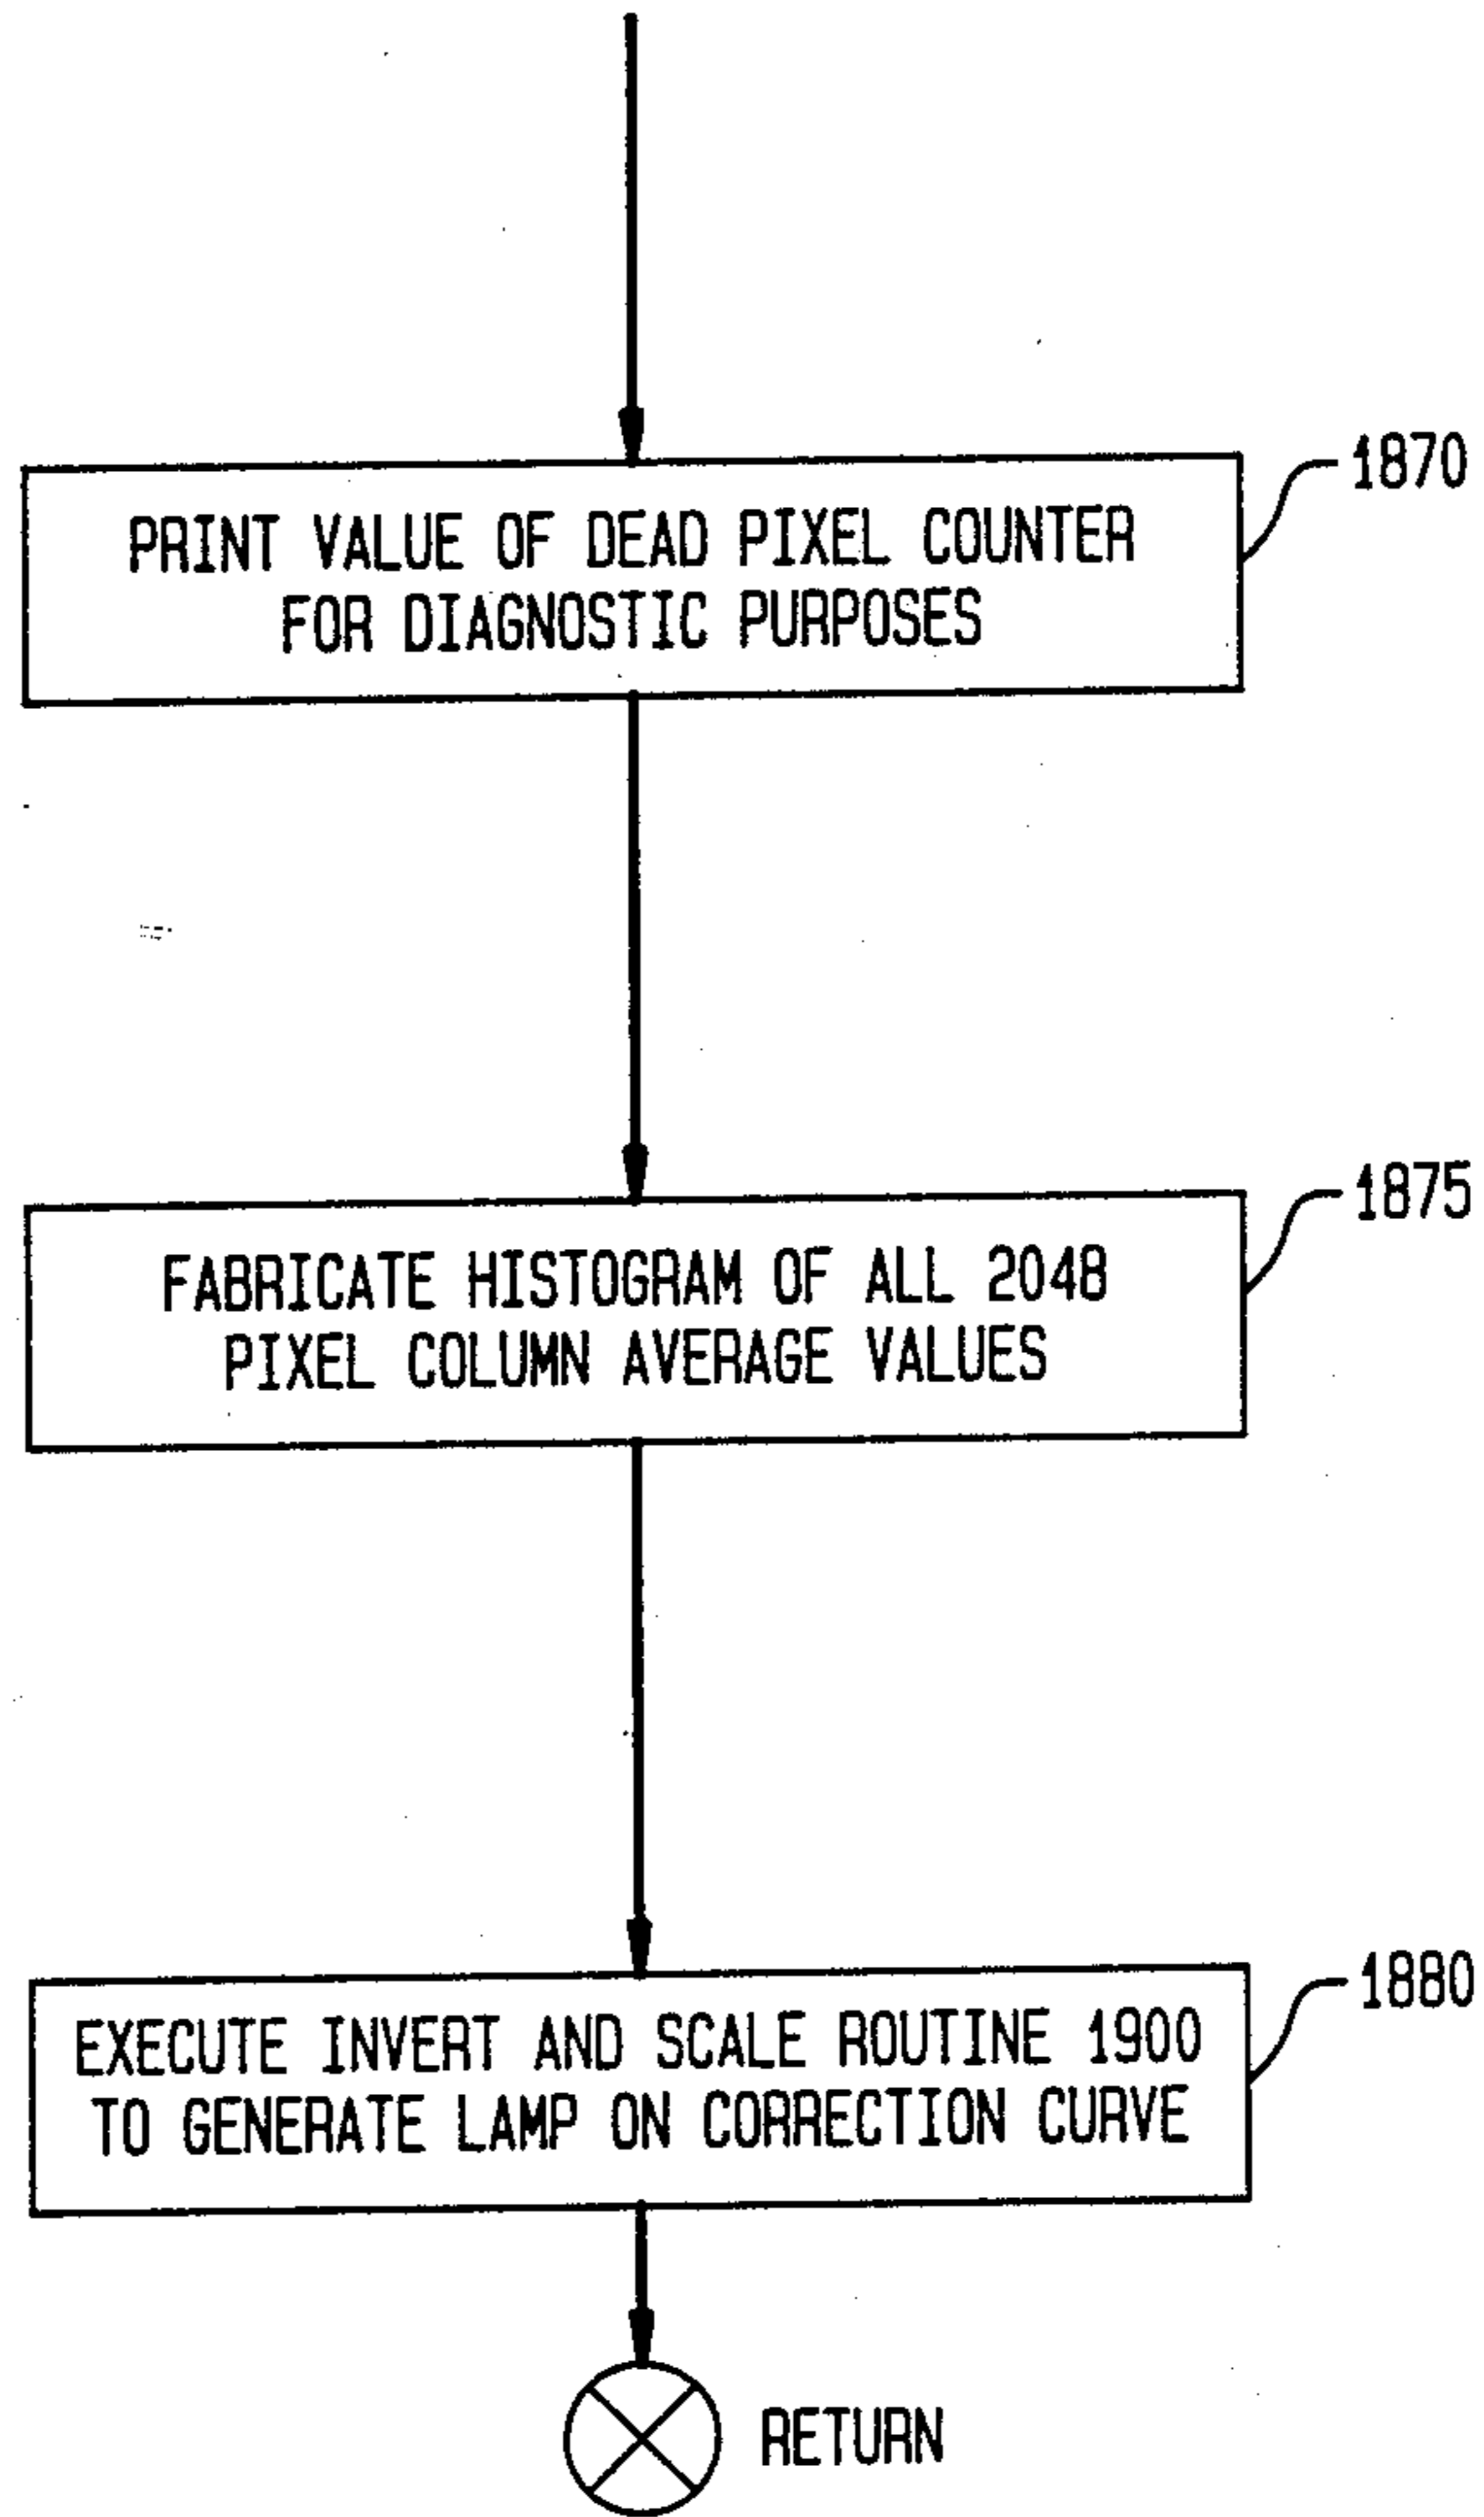 1870
PRINT VALUE OF DEAD PIXEL COUNTER
FOR DIAGNOSTIC PURPOSES
1875
FABRICATE HISTOGRAM OF ALL 2048
PIXEL COLUMN AVERAGE VALUES
1880
EXECUTE INVERT AND SCALE ROUTINE 1900
TO GENERATE LAMP ON CORRECTION CURVE
RETURN